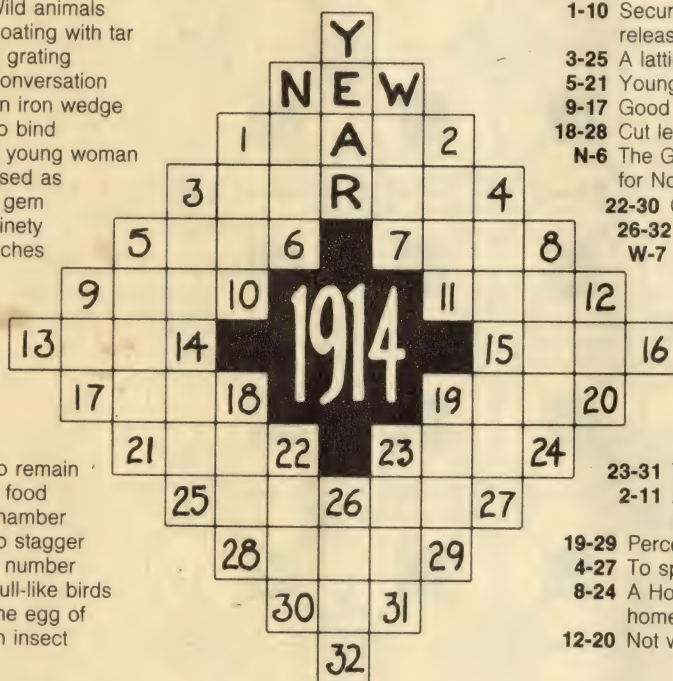 Wild animals
oating with tar
grating
onversation
n iron wedge
o bind
young woman
sed as
gem
inety
ches
o remain
food
hamber
o stagger
number
ull-like birds
he egg of
n insect
Y
N E W
1 A 2
3 R 4
5 6 7 8
9 10 11 12
1914
13 14 15 16
17 18 19 20
21 22 23 24
25 26 27
28 29
30 31
32
1-10 Secur
releas
3-25 A latti
5-21 Young
9-17 Good
18-28 Cut le
N-6 The G
for No
22-30
26-32
W-7
23-31
2-11
19-29 Perce
4-27 To sp
8-24 A Ho
home
12-20 Not w